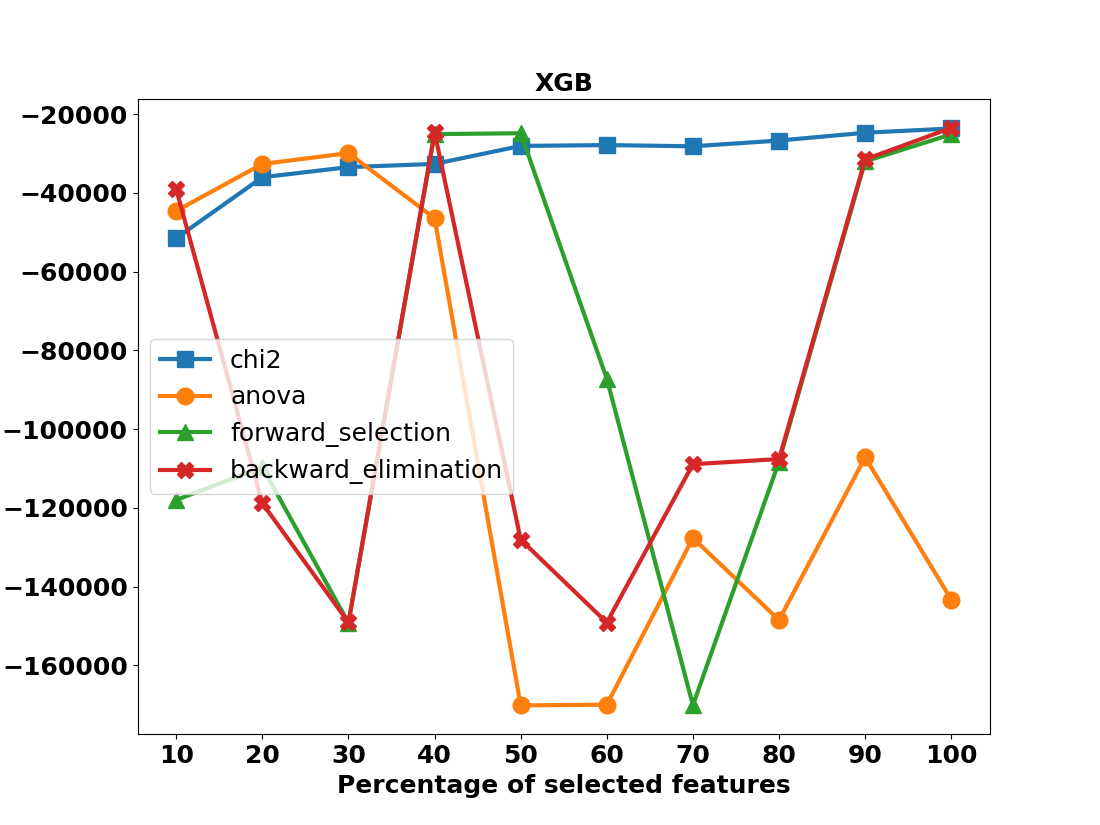 XGB
−20000
−40000
−60000
−80000
−100000
−120000
−140000
−160000
chi2
anova
forward_selection
backward_elimination
10 20 30 40 50 60 70 80 90 100
Percentage of selected features